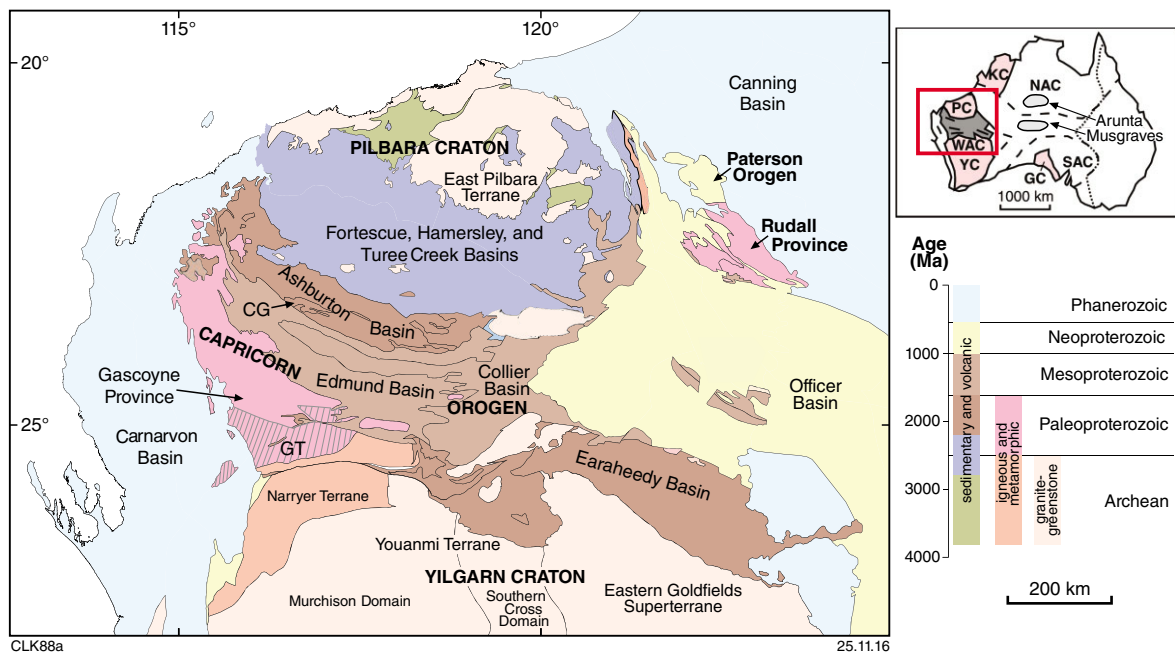 115°
120°
20°
25°
Canning
Basin
PILBARA CRATON
East Pilbara
Terrane
Paterson
Orogen
Rudall
Province
Fortescue, Hamersley, and
Turee Creek Basins
Ashburton
Basin
CG
CAPRICORN
Gascoyne
Province
Edmund Basin
Collier
Basin
OROGEN
Officer
Basin
Carnarvon
Basin
GT
Earaheedy Basin
Narryer Terrane
Youanmi Terrane
YILGARN CRATON
Murchison Domain
Southern
Cross
Domain
Eastern Goldfields
Superterrane
CLK88a
25.11.16
KC
NAC
PC
Arunta
Musgraves
WAC
YC
GC
SAC
1000 km
Age
(Ma)
0
1000
2000
3000
4000
sedimentary and volcanic
igneous and
metamorphic
granite-
greenstone
Phanerozoic
Neoproterozoic
Mesoproterozoic
Paleoproterozoic
Archean
200 km